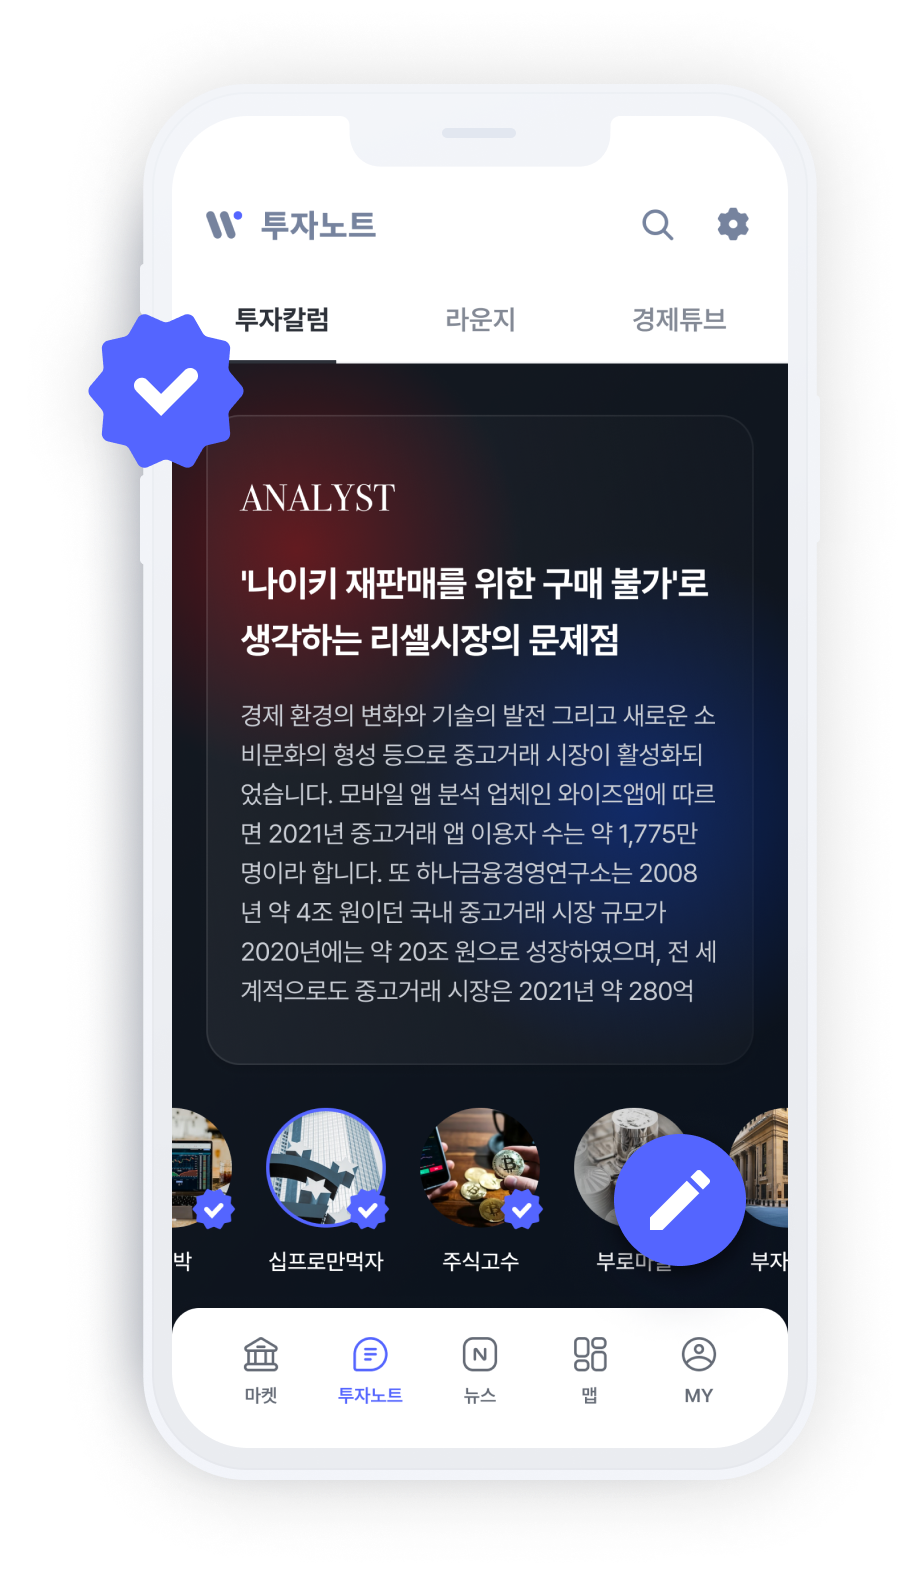 투자노트
투자칼럼 라운지 경제튜브
ANALYST
'나이키 재판매를 위한 구매 불가'로
생각하는 리셀시장의 문제점
경제 환경의 변화와 기술의 발전 그리고 새로운 소
비문화의 형성 등으로 중고거래 시장이 활성화되
었습니다. 모바일 앱 분석 업체인 와이즈앱에 따르
면 2021년 중고거래 앱 이용자 수는 약 1,775만
명이라 합니다. 또 하나금융경영연구소는 2008
년 약 4조 원이던 국내 중고거래 시장 규모가
2020년에는 약 20조 원으로 성장하였으며, 전 세
계적으로도 중고거래 시장은 2021년 약 280억
박 십프로만먹자 주식고수 부자
마켓 투자노트 뉴스 맵 MY